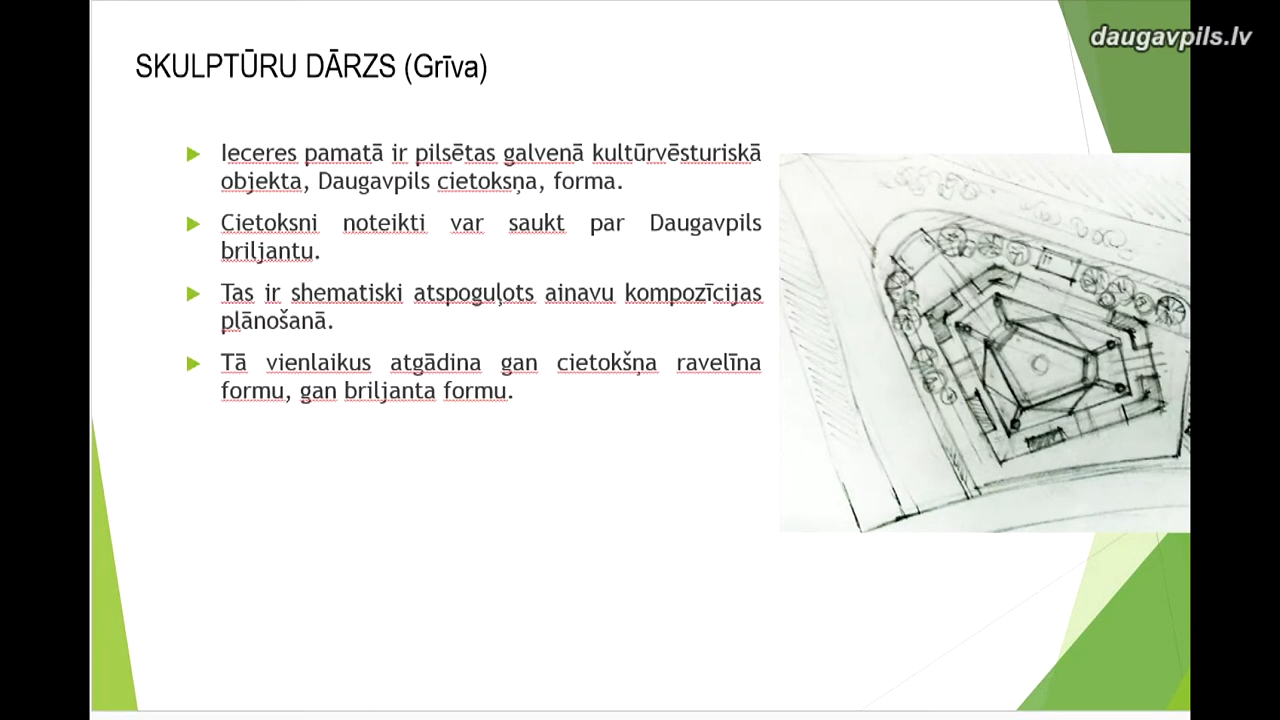 daugavpils.lv
SKULPTŪRU DĀRZS (Grīva)
Ieceres pamatā ir pilsētas galvenā kultūrvēsturiskā
objekta, Daugavpils cietoksņa, forma.
Cietoksni noteikti var saukt par Daugavpils
briljantu.
Tas ir shematiski atspoguļots ainavu kompozīcijas
plānošanā.
Tā vienlaikus atgādina gan cietokšņa ravelīna
formu, gan briljanta formu.